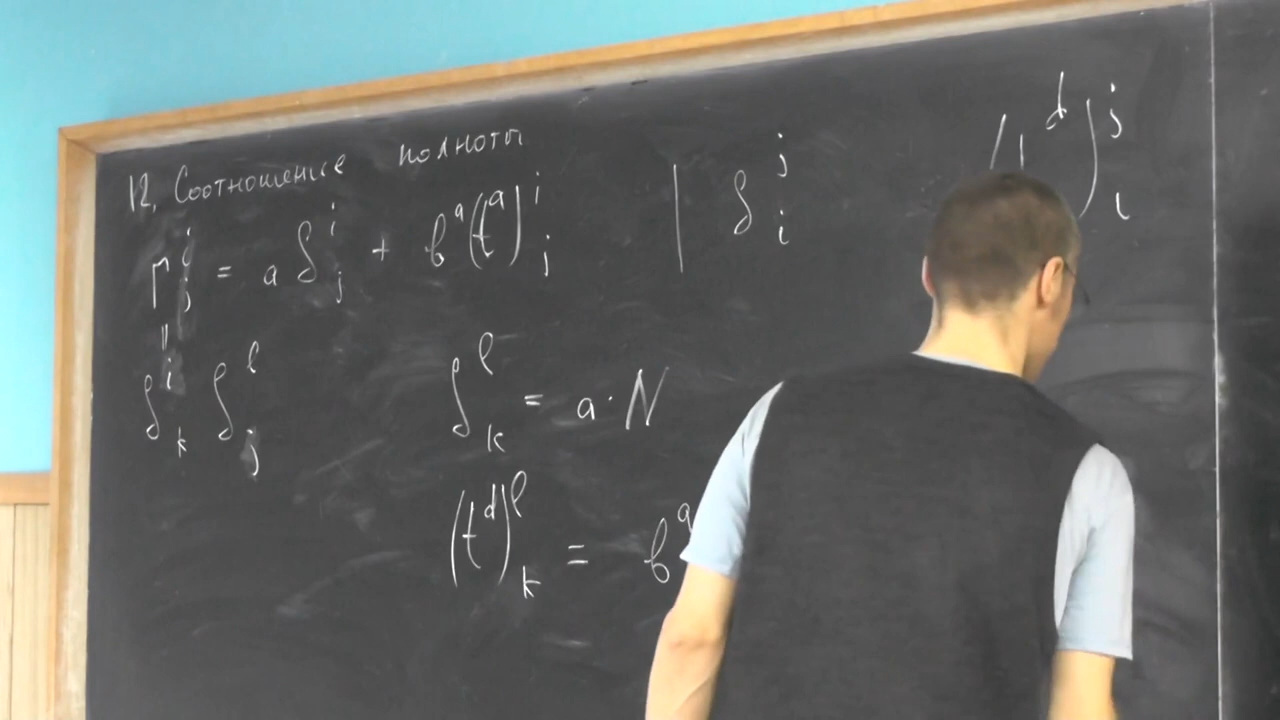 12. Соотношение полноты
Γ^i_j = a δ^i_j + b^a (t^a)^i_j | δ^j_i (t^d)^j_i
||
δ^i_k δ^l_j δ^l_k = a · N
(t^d)^l_k = b^a